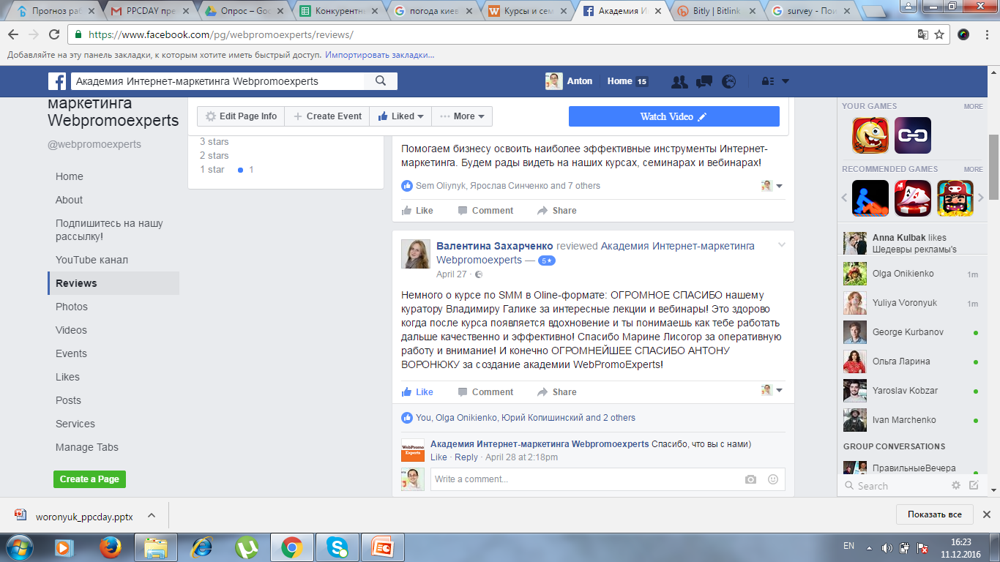 Прогноз раб
PPCDAY пре
Опрос – Goo
Конкурентн
погода киев
Курсы и сем
Академия И
Bitly | Bitlink
survey - Пои
https://www.facebook.com/pg/webpromoexperts/reviews/
Добавляйте на эту панель закладки, к которым хотите иметь быстрый доступ. Импортировать закладки...
Академия Интернет-маркетинга Webpromoexperts
Anton
Home 15
маркетинга
Webpromoexperts
@webpromoexperts
Home
About
Подпишитесь на нашу
рассылку!
YouTube канал
Reviews
Photos
Videos
Events
Likes
Posts
Services
Manage Tabs
Create a Page
Edit Page Info
Create Event
Liked
More
Watch Video
3 stars
2 stars
1 star 1
Помогаем бизнесу освоить наиболее эффективные инструменты Интернет-
маркетинга. Будем рады видеть на наших курсах, семинарах и вебинарах!
Sem Oliynyk, Ярослав Синченко and 7 others
Like Comment Share
Валентина Захарченко reviewed Академия Интернет-маркетинга
Webpromoexperts — 5★
April 27 ·
Немного о курсе по SMM в Oline-формате: ОГРОМНОЕ СПАСИБО нашему
куратору Владимиру Галике за интересные лекции и вебинары! Это здорово
когда после курса появляется вдохновение и ты понимаешь как тебе работать
дальше качественно и эффективно! Спасибо Марине Лисогор за оперативную
работу и внимание! И конечно ОГРОМНЕЙШЕЕ СПАСИБО АНТОНУ
ВОРОНЮКУ за создание академии WebPromoExperts!
Like Comment Share
You, Olga Onikienko, Юрий Копишинский and 2 others
WebPromo
Experts
Академия Интернет-маркетинга Webpromoexperts Спасибо, что вы с нами)
Like · Reply · April 28 at 2:18pm
Write a comment...
YOUR GAMES MORE
RECOMMENDED GAMES MORE
Anna Kulbak likes
Шедевры рекламы's
Olga Onikienko 1m
Yuliya Voronyuk 1m
George Kurbanov
Ольга Ларина
Yaroslav Kobzar
Ivan Marchenko
GROUP CONVERSATIONS
ПравильныеВечера
Search
woronyuk_ppcday.pptx
Показать все
EN
16:23
11.12.2016